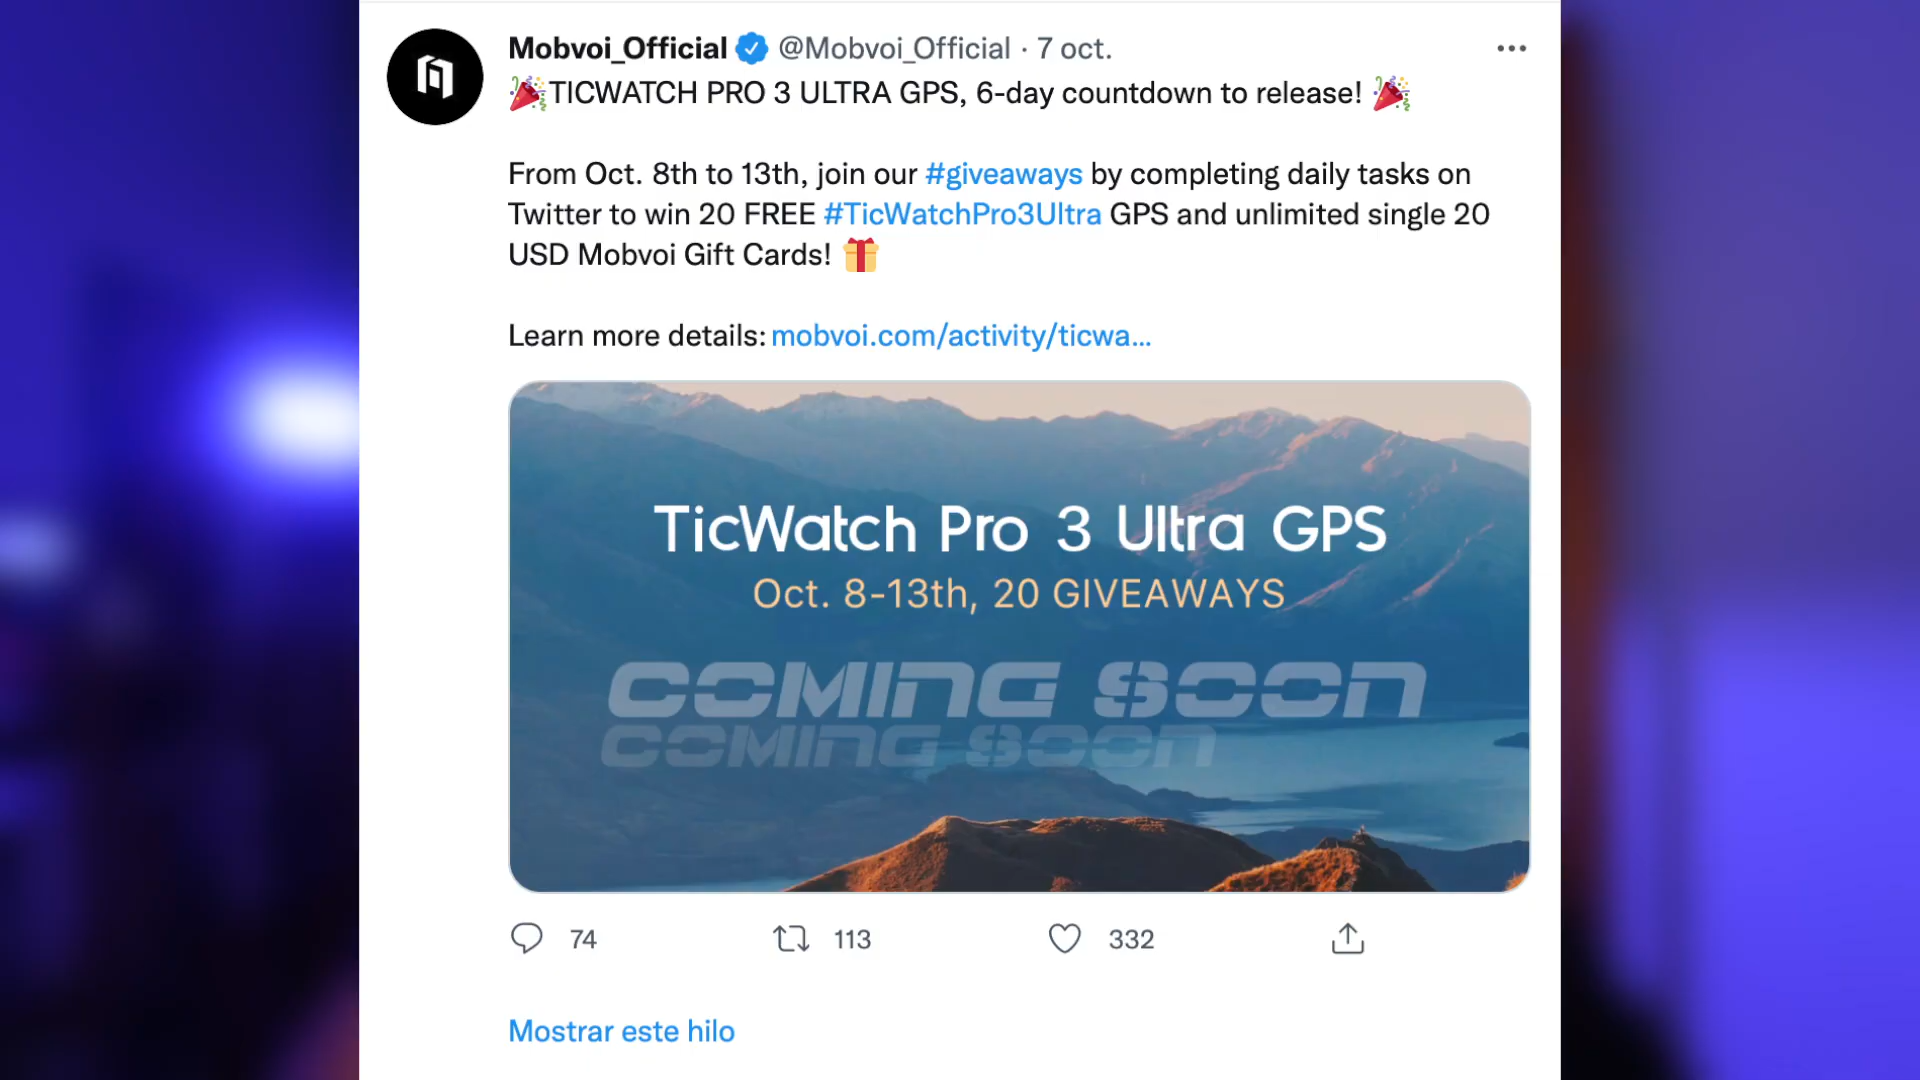 Mobvoi_Official @Mobvoi_Official · 7 oct.
🎉TICWATCH PRO 3 ULTRA GPS, 6-day countdown to release! 🎉
From Oct. 8th to 13th, join our #giveaways by completing daily tasks on
Twitter to win 20 FREE #TicWatchPro3Ultra GPS and unlimited single 20
USD Mobvoi Gift Cards! 🎁
Learn more details: mobvoi.com/activity/ticwa…
TicWatch Pro 3 Ultra GPS
Oct. 8-13th, 20 GIVEAWAYS
COMING SOON
COMING SOON
74 113 332
Mostrar este hilo